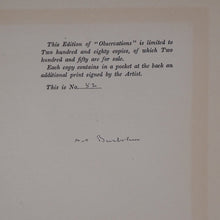 This Edition of "Observations" is limited to
Two hundred and eighty copies, of which Two
hundred and fifty are for sale.
Each copy contains in a pocket at the back an
additional print signed by the Artist.
This is No.